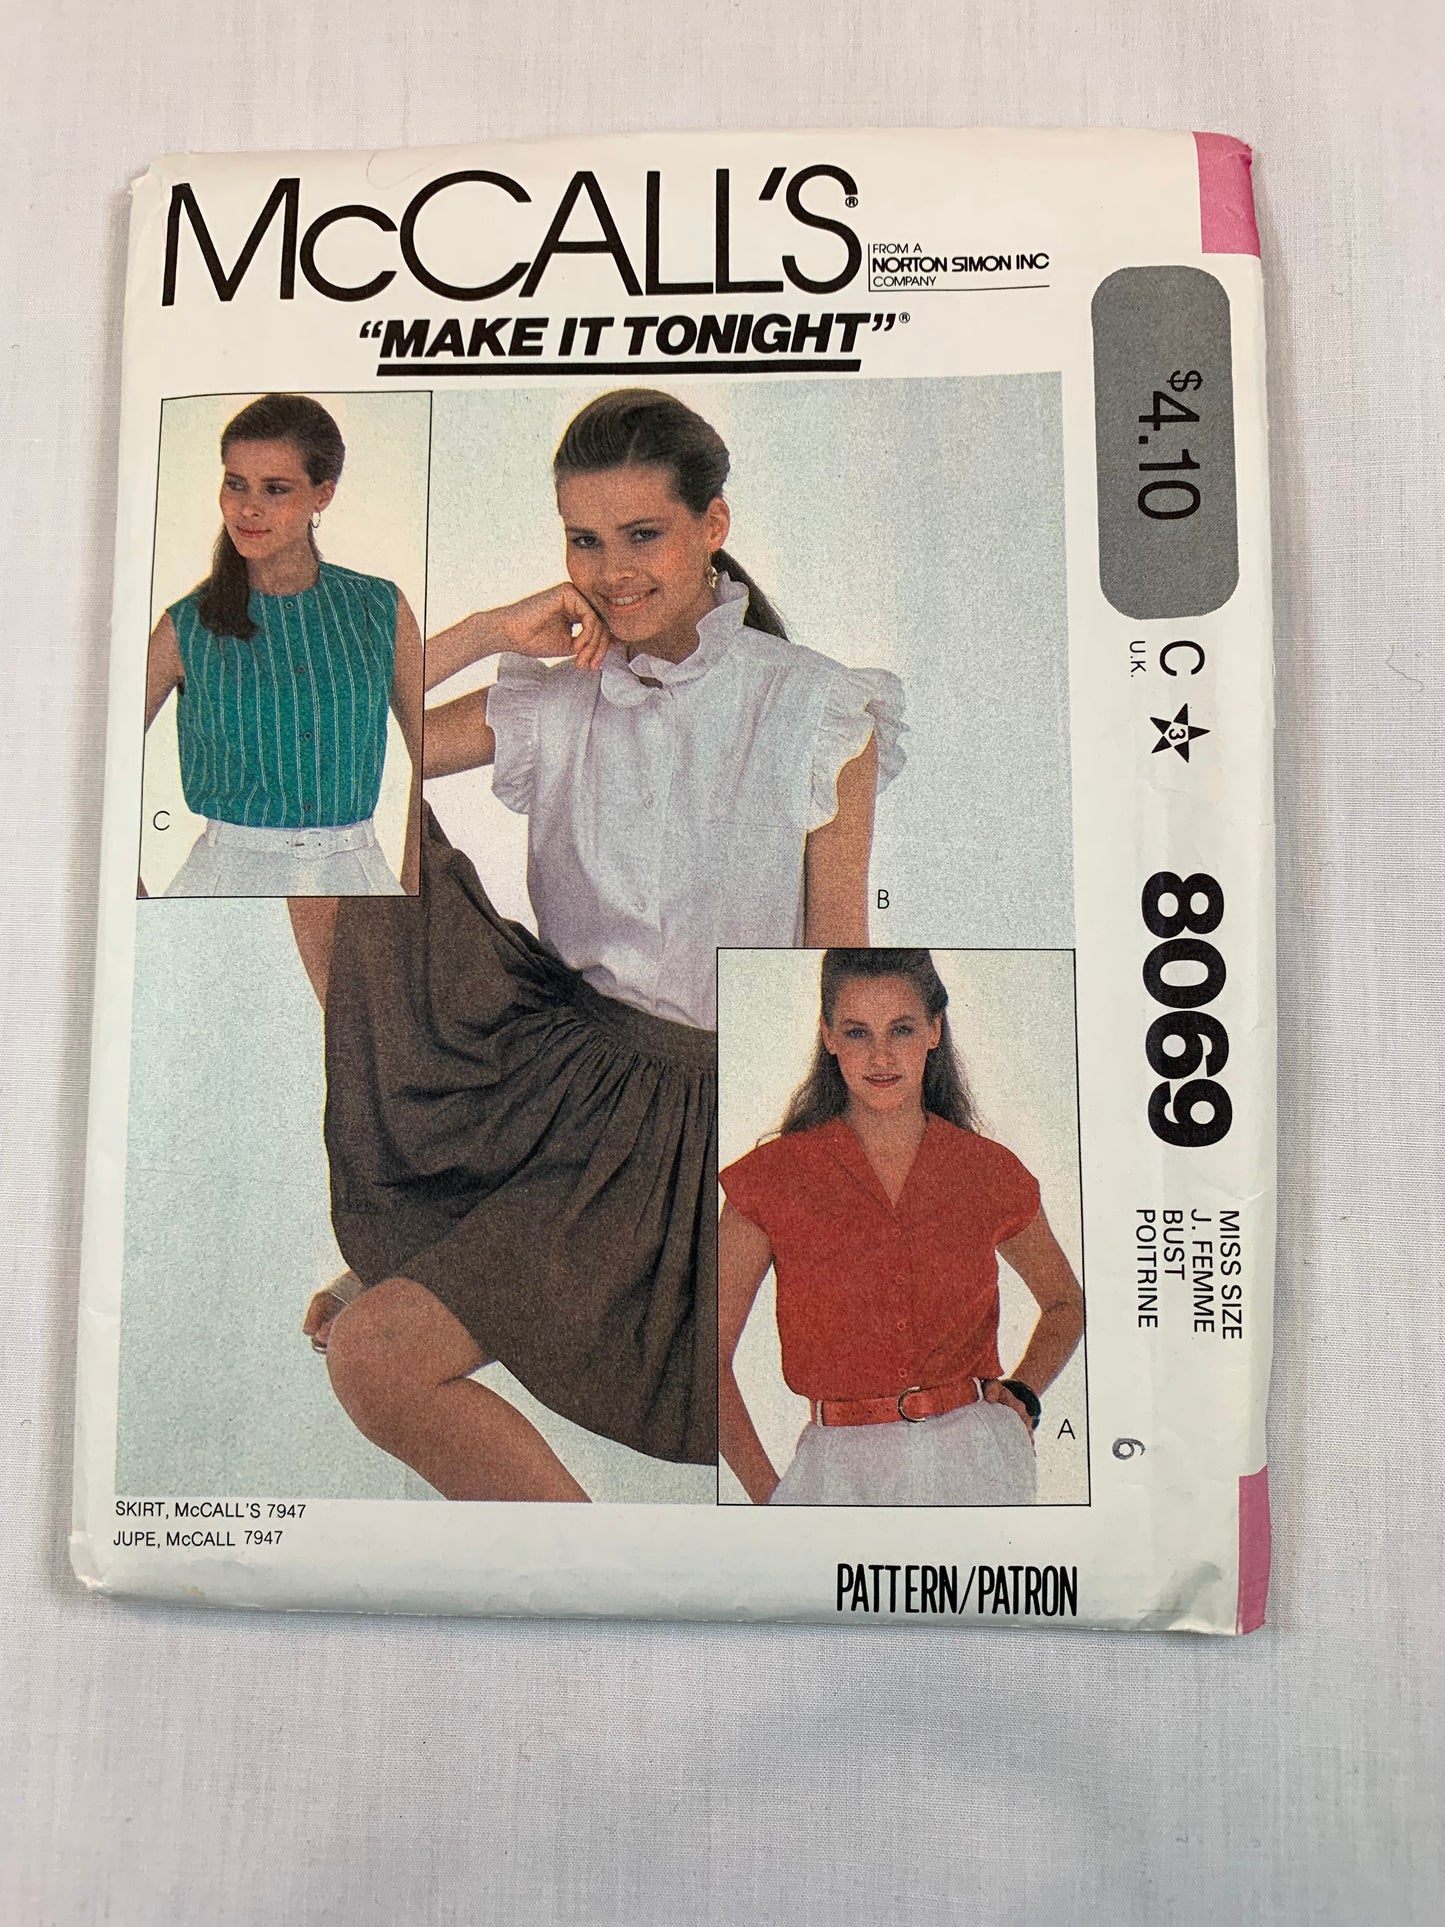 McCALL'S®
FROM A
NORTON SIMON INC
COMPANY
"MAKE IT TONIGHT"®
$4.10
C
U.K.
3
8069
MISS SIZE
J. FEMME
BUST
POITRINE
6
C
B
A
SKIRT, McCALL'S 7947
JUPE, McCALL 7947
PATTERN/PATRON